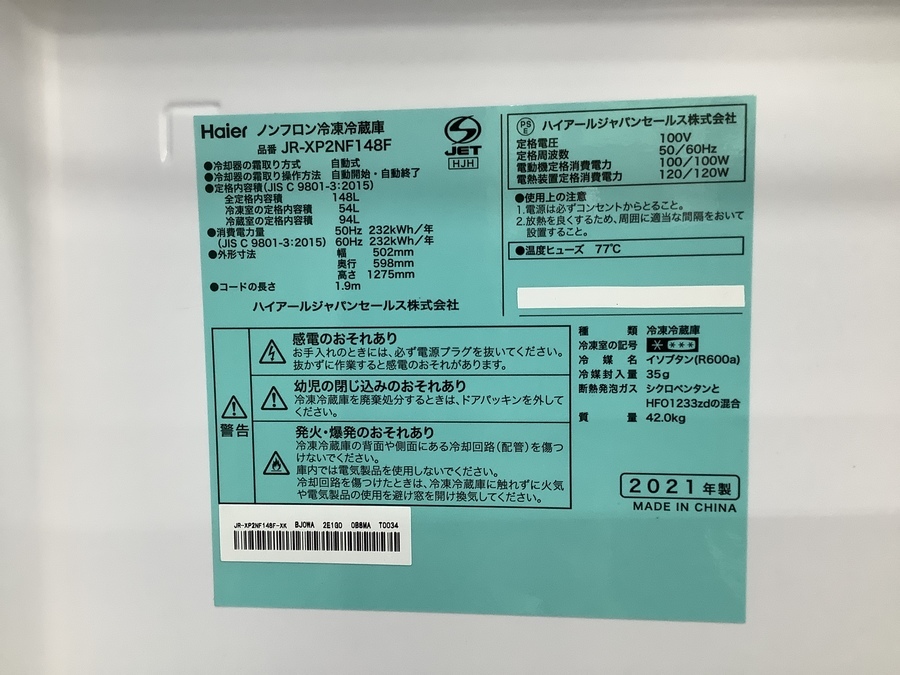 Haier ノンフロン冷凍冷蔵庫
品番 JR-XP2NF148F
JET
HJH
●冷却器の霜取り方式 自動式
●冷却器の霜取り操作方法 自動開始・自動終了
●定格内容積(JIS C 9801-3:2015)
全定格内容積 148L
冷凍室の定格内容積 54L
冷蔵室の定格内容積 94L
●消費電力量 50Hz 232kWh/年
(JIS C 9801-3:2015) 60Hz 232kWh/年
●外形寸法 幅 502mm
奥行 598mm
高さ 1275mm
●コードの長さ 1.9m
ハイアールジャパンセールス株式会社
PSE ハイアールジャパンセールス株式会社
定格電圧 100V
定格周波数 50/60Hz
電動機定格消費電力 100/100W
電熱装置定格消費電力 120/120W
●使用上の注意
1.電源は必ずコンセントからとること。
2.放熱を良くするため、周囲に適当な間隔をおいて
設置すること。
●温度ヒューズ 77℃
警告
感電のおそれあり
お手入れのときには、必ず電源プラグを抜いてください。
抜かずに作業すると感電のおそれがあります。
幼児の閉じ込めのおそれあり
冷凍冷蔵庫を廃棄処分するときは、ドアパッキンを外して
ください。
発火・爆発のおそれあり
冷凍冷蔵庫の背面や側面にある冷却回路(配管)を傷つ
けないでください。
庫内では電気製品を使用しないでください。
冷却回路を傷つけたときは、冷凍冷蔵庫に触れずに火気
や電気製品の使用を避け窓を開け換気してください。
種類 冷凍冷蔵庫
冷凍室の記号 * ***
冷媒名 イソブタン(R600a)
冷媒封入量 35g
断熱発泡ガス シクロペンタンと
HFO1233zdの混合
質量 42.0kg
2021年製
MADE IN CHINA
JR-XP2NF148F-XK BJ0WA 2E1G0 0B8MA T0034